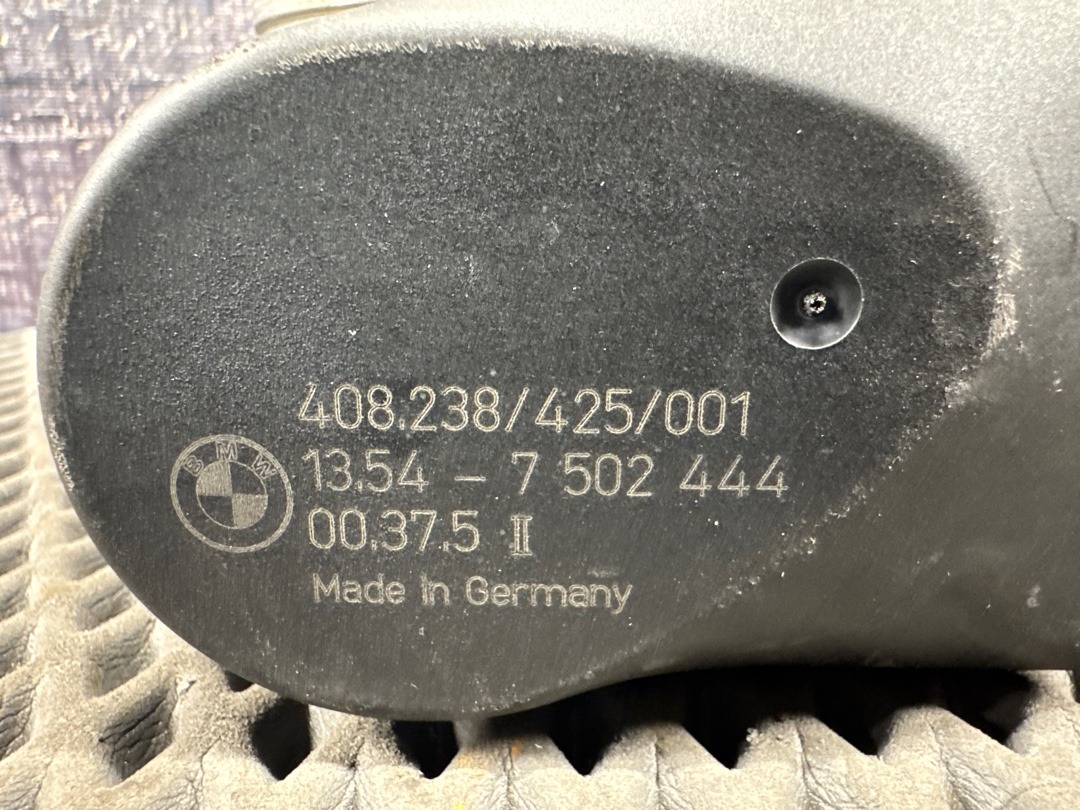 408.238/425/001
BMW
13.54 – 7 502 444
00.37.5 II
Made In Germany